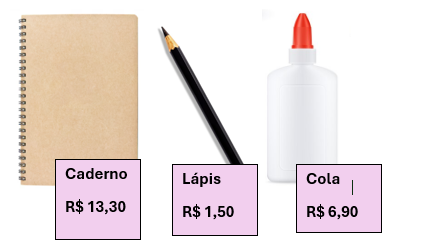 Caderno
R$ 13,30
Lápis
R$ 1,50
Cola
R$ 6,90